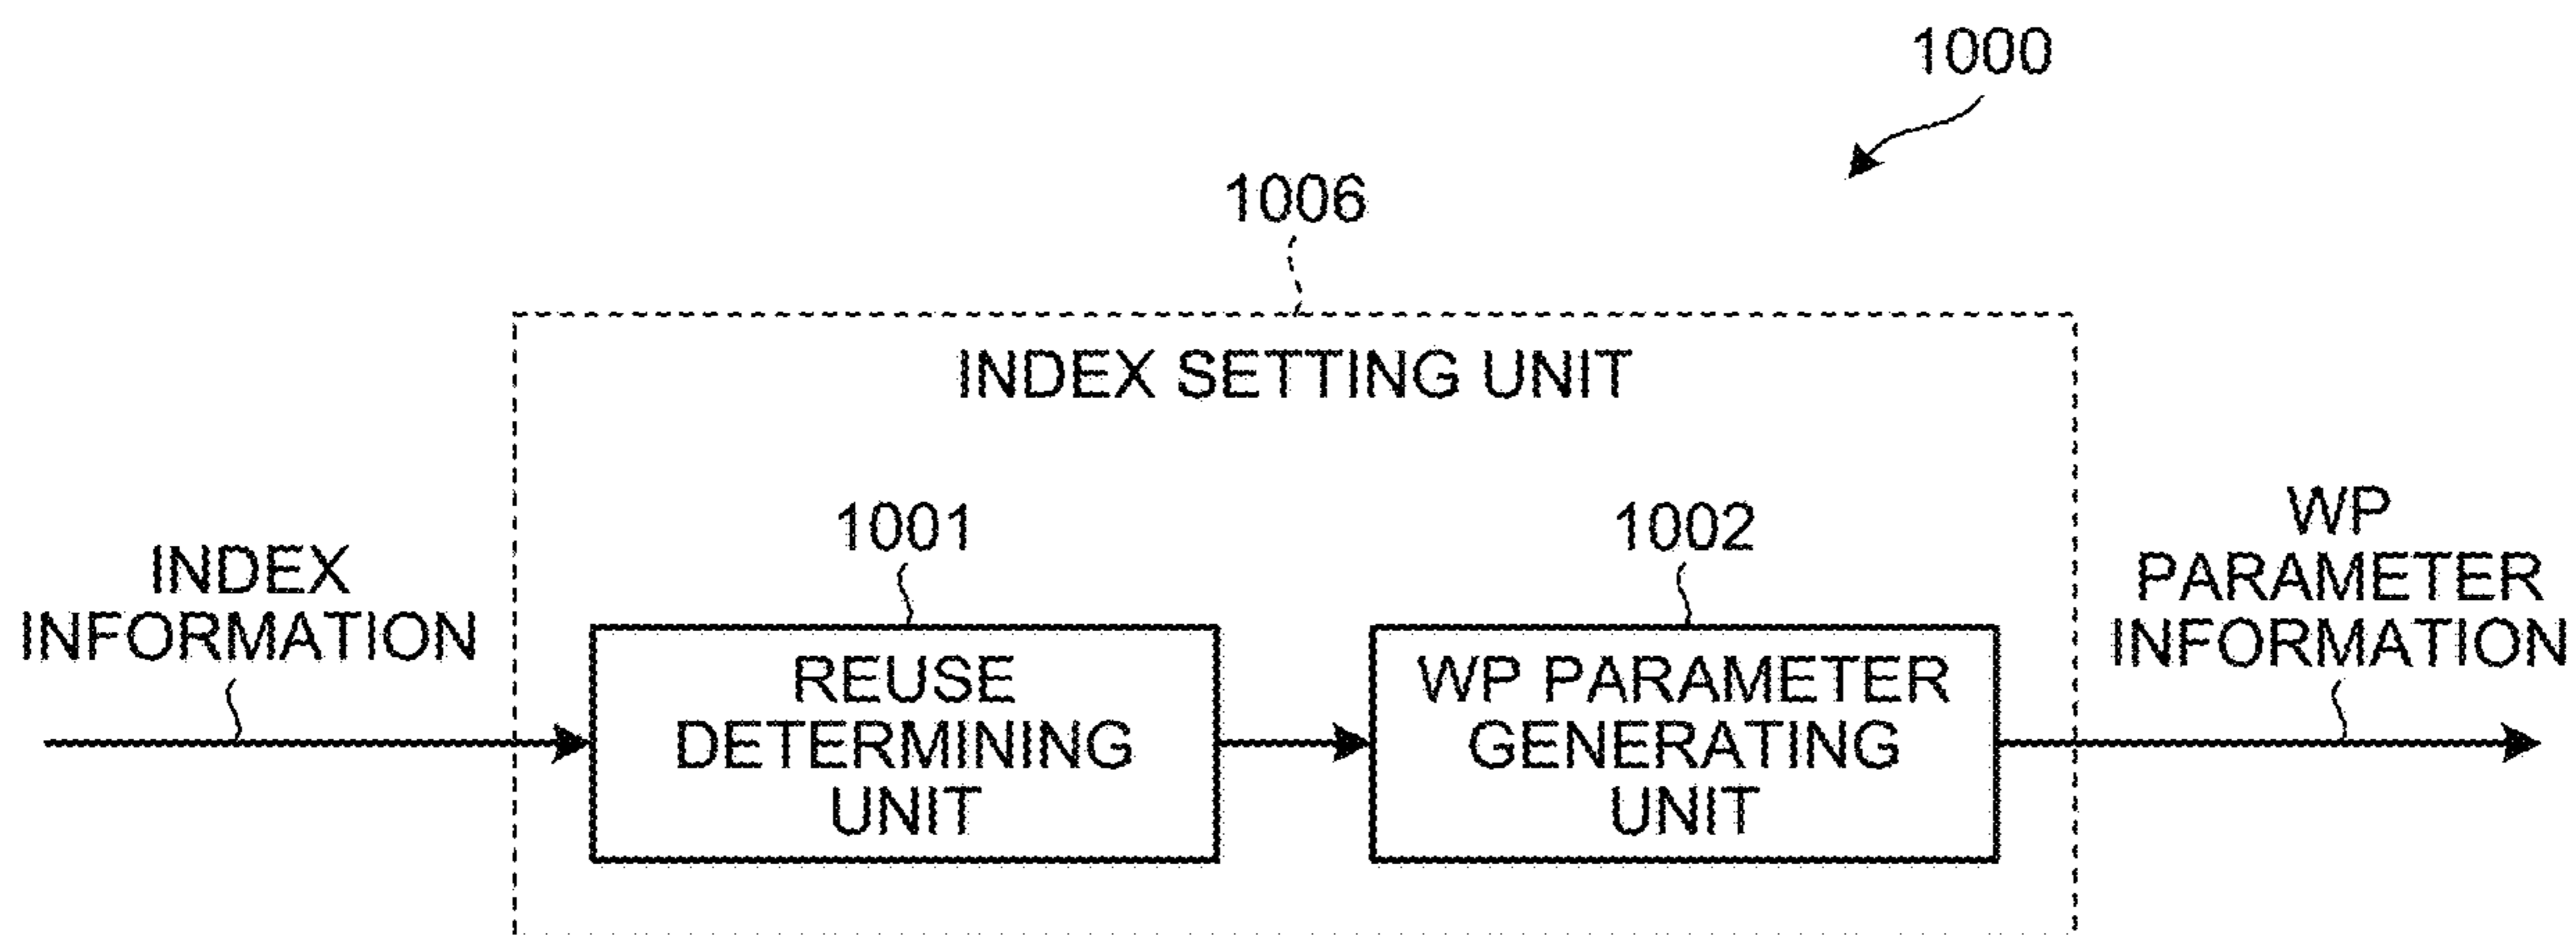 1000
1006
INDEX SETTING UNIT
1001
1002
INDEX
INFORMATION
REUSE
DETERMINING
UNIT
WP PARAMETER
GENERATING
UNIT
WP
PARAMETER
INFORMATION